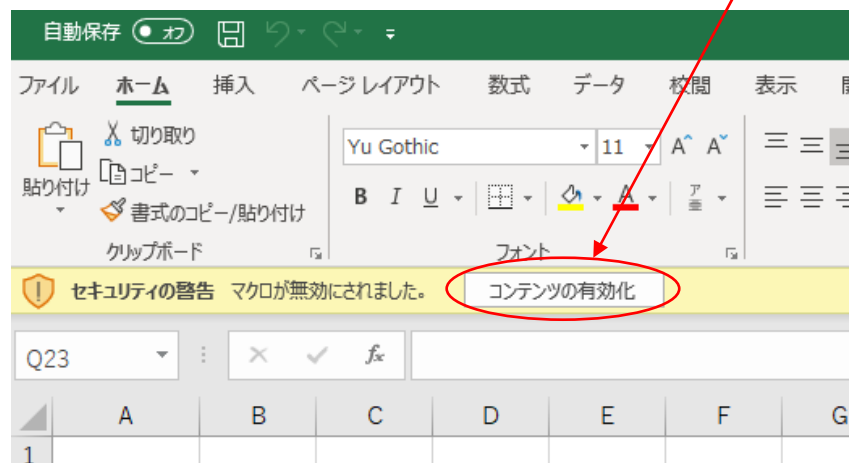 自動保存 オフ
ファイル ホーム 挿入 ページ レイアウト 数式 データ 校閲 表示
切り取り
コピー
貼り付け
書式のコピー/貼り付け
クリップボード
Yu Gothic 11 A^ Aˇ
B I U A ア亜
フォント
セキュリティの警告 マクロが無効にされました。 コンテンツの有効化
Q23 fx
A B C D E F G
1